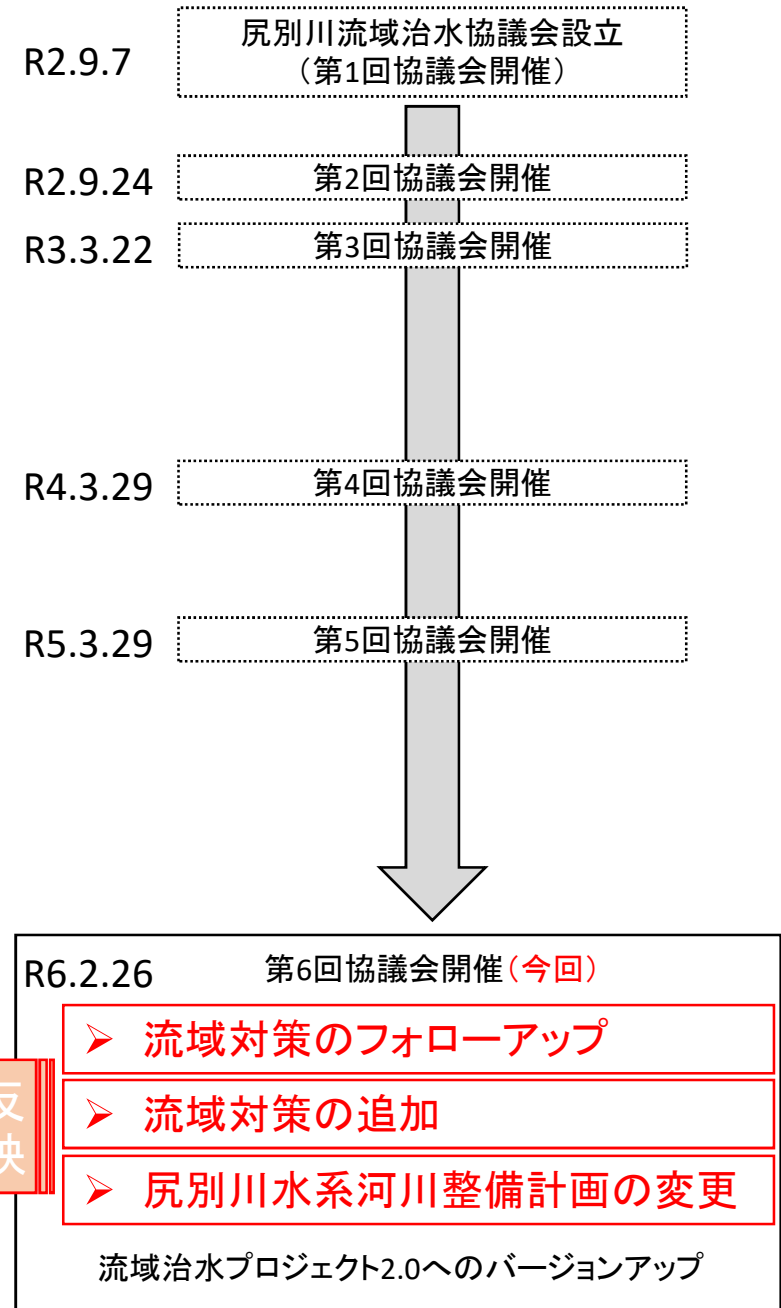 R2.9.7
尻別川流域治水協議会設立
（第1回協議会開催）
R2.9.24
第2回協議会開催
R3.3.22
第3回協議会開催
R4.3.29
第4回協議会開催
R5.3.29
第5回協議会開催
R6.2.26
第6回協議会開催（今回）
➢ 流域対策のフォローアップ
反映
➢ 流域対策の追加
➢ 尻別川水系河川整備計画の変更
流域治水プロジェクト2.0へのバージョンアップ